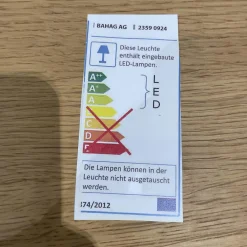 BAHAG AG 2359 0924
Diese Leuchte
enthält eingebaute
LED-Lampen.
A++
A+
A
B
C
D
E
L
E
D
Die Lampen können in der
Leuchte nicht ausgetauscht
werden.
874/2012